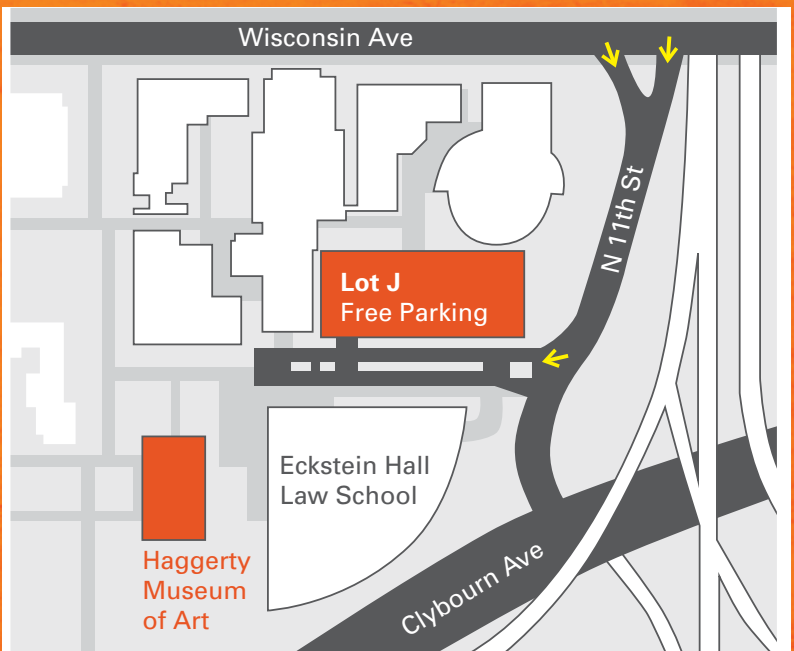 Wisconsin Ave
N 11th St
Lot J
Free Parking
Eckstein Hall
Law School
Haggerty
Museum
of Art
Clybourn Ave